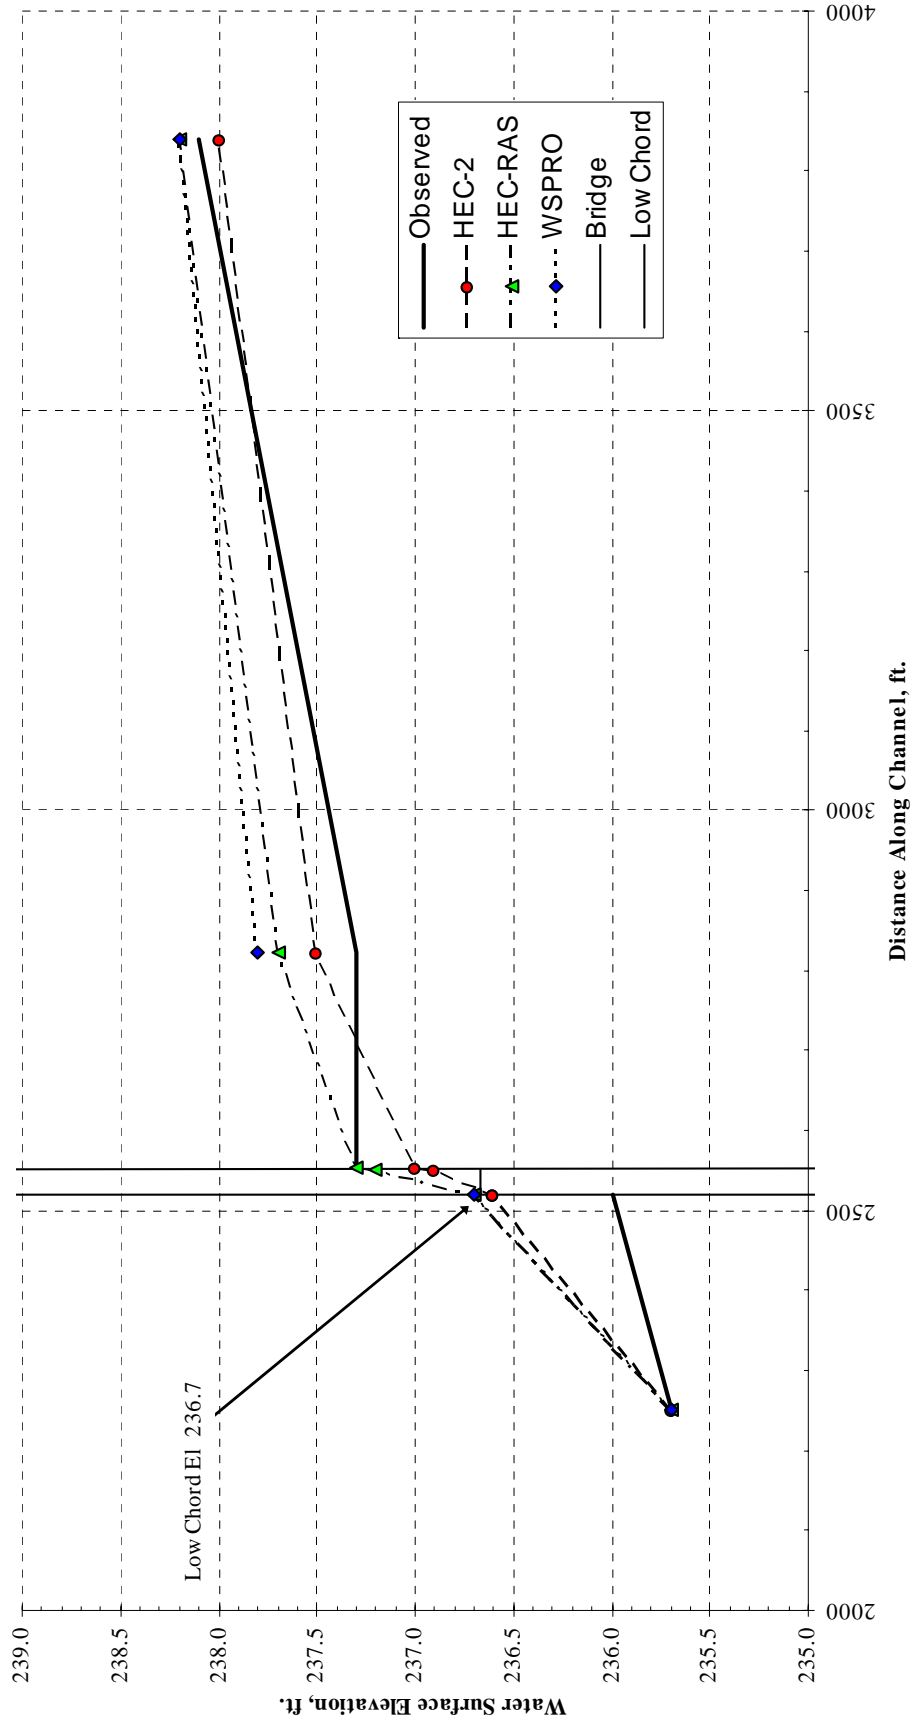 239.0
238.5
238.0
237.5
237.0
236.5
236.0
235.5
235.0
Water Surface Elevation, ft.
2000
2500
3000
3500
4000
Distance Along Channel, ft.
Low Chord El 236.7
Observed
HEC-2
HEC-RAS
WSPRO
Bridge
Low Chord